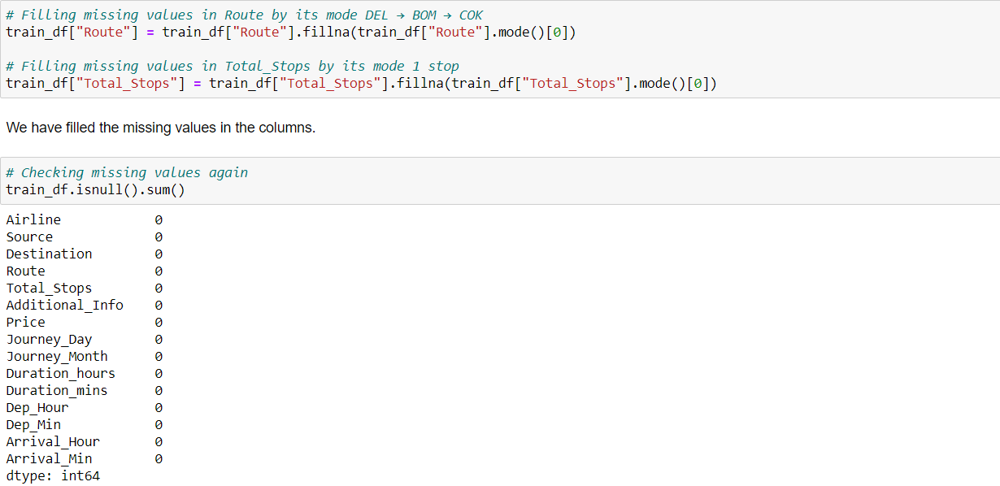 # Filling missing values in Route by its mode DEL → BOM → COK
train_df["Route"] = train_df["Route"].fillna(train_df["Route"].mode()[0])
# Filling missing values in Total_Stops by its mode 1 stop
train_df["Total_Stops"] = train_df["Total_Stops"].fillna(train_df["Total_Stops"].mode()[0])
We have filled the missing values in the columns.
# Checking missing values again
train_df.isnull().sum()
Airline 0
Source 0
Destination 0
Route 0
Total_Stops 0
Additional_Info 0
Price 0
Journey_Day 0
Journey_Month 0
Duration_hours 0
Duration_mins 0
Dep_Hour 0
Dep_Min 0
Arrival_Hour 0
Arrival_Min 0
dtype: int64